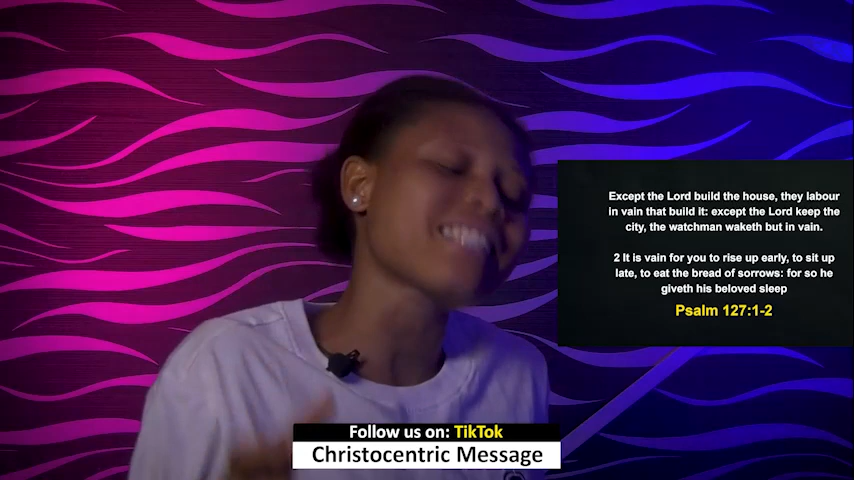 Except the Lord build the house, they labour
in vain that build it: except the Lord keep the
city, the watchman waketh but in vain.
2 It is vain for you to rise up early, to sit up
late, to eat the bread of sorrows: for so he
giveth his beloved sleep
Psalm 127:1-2
Follow us on: TikTok
Christocentric Message